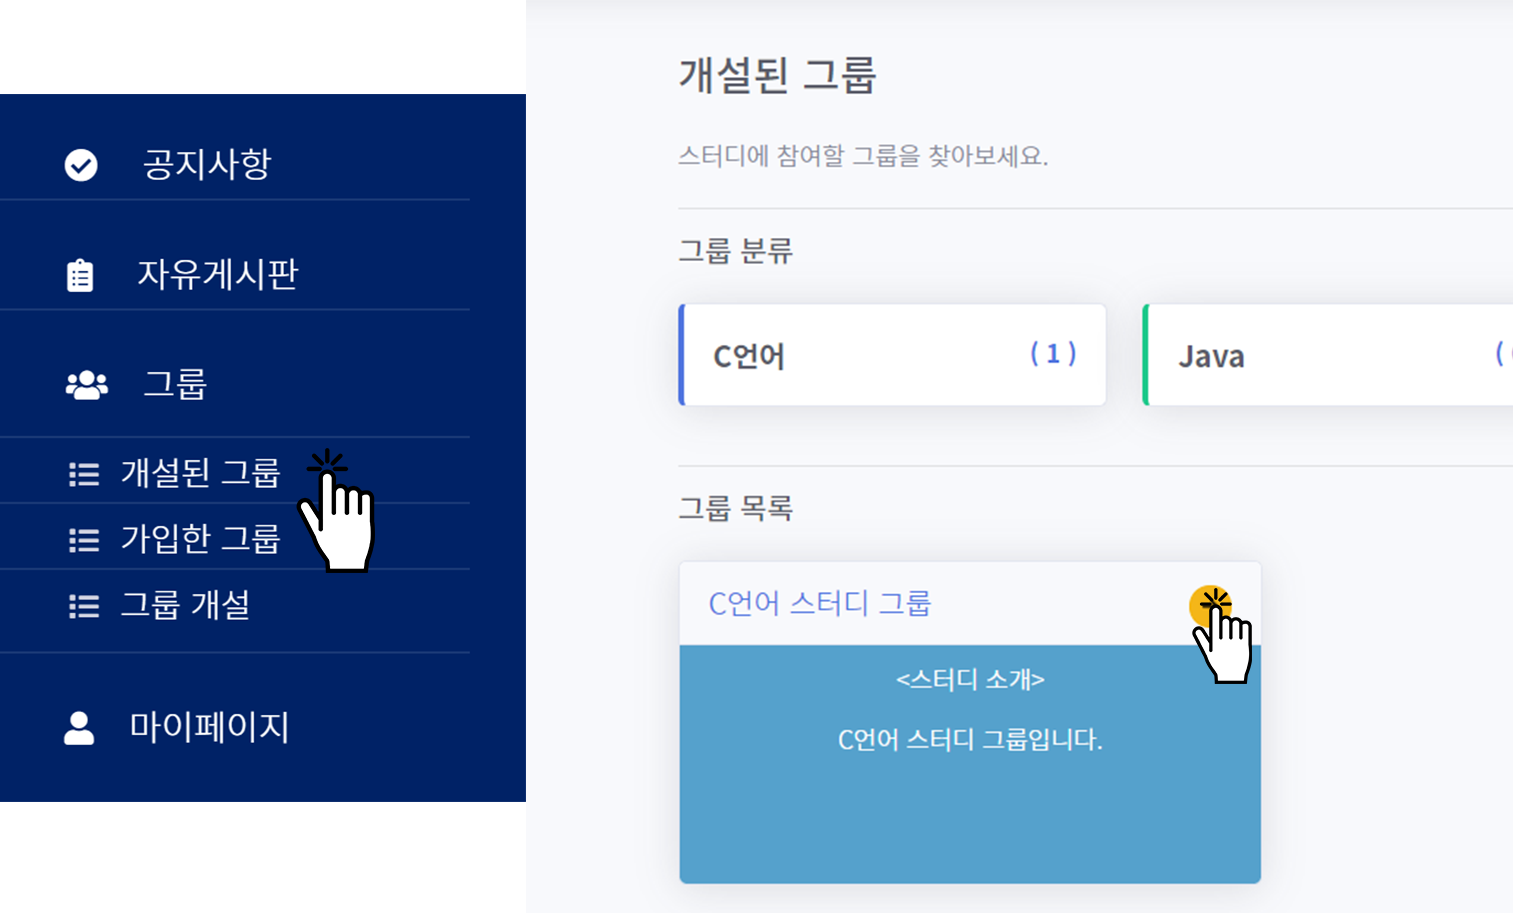 공지사항
자유게시판
그룹
개설된 그룹
가입한 그룹
그룹 개설
마이페이지
개설된 그룹
스터디에 참여할 그룹을 찾아보세요.
그룹 분류
C언어 ( 1 )
Java (
그룹 목록
C언어 스터디 그룹
<스터디 소개>
C언어 스터디 그룹입니다.